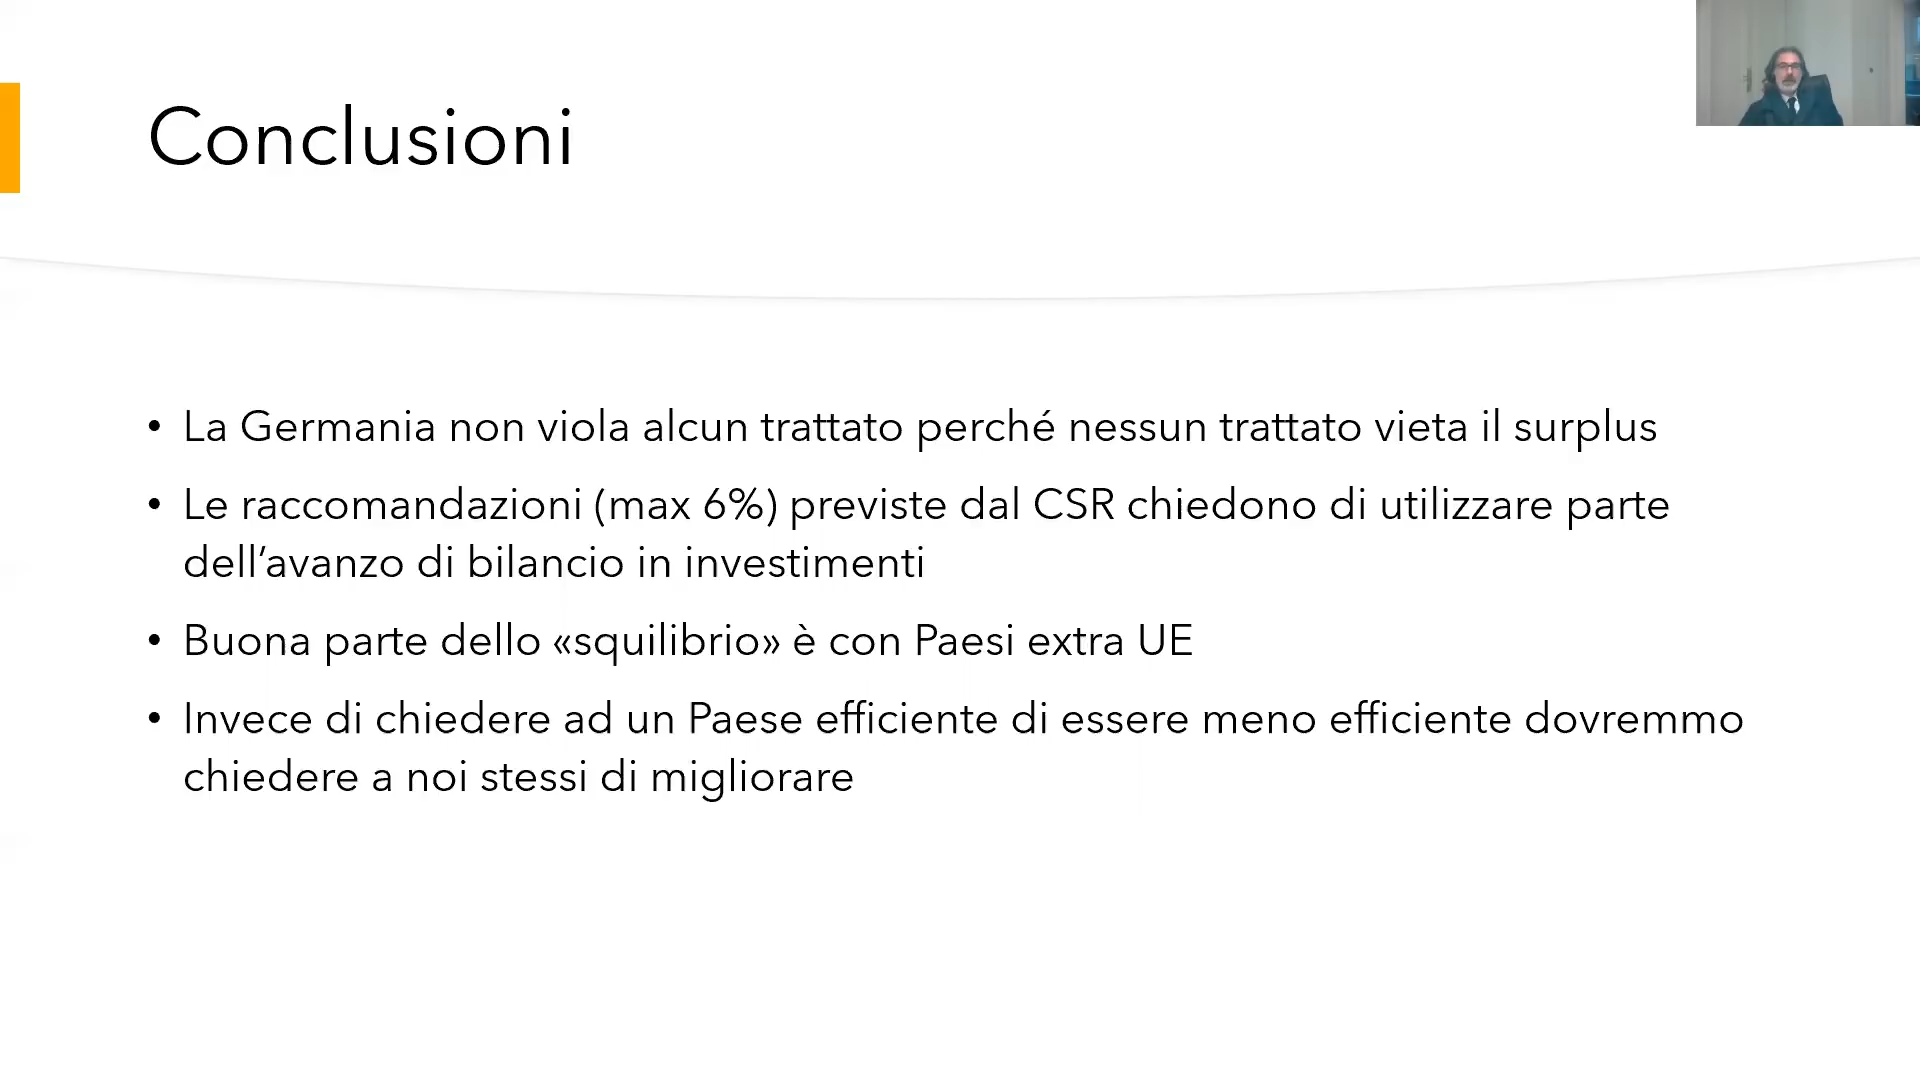 Conclusioni
• La Germania non viola alcun trattato perché nessun trattato vieta il surplus
• Le raccomandazioni (max 6%) previste dal CSR chiedono di utilizzare parte
dell’avanzo di bilancio in investimenti
• Buona parte dello «squilibrio» è con Paesi extra UE
• Invece di chiedere ad un Paese efficiente di essere meno efficiente dovremmo
chiedere a noi stessi di migliorare